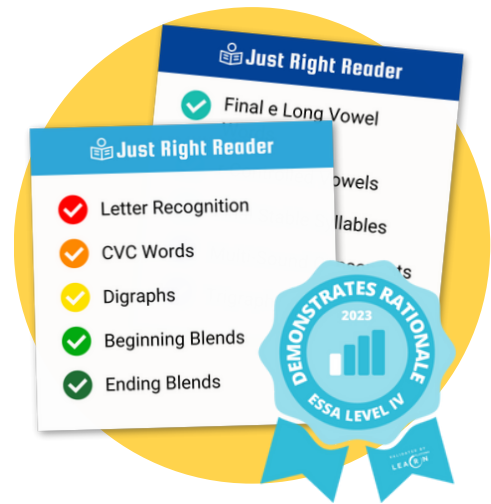 Just Right Reader
Final e Long Vowel
Just Right Reader
Letter Recognition
CVC Words
Digraphs
Beginning Blends
Ending Blends
DEMONSTRATES RATIONALE
2023
ESSA LEVEL IV
LEARN